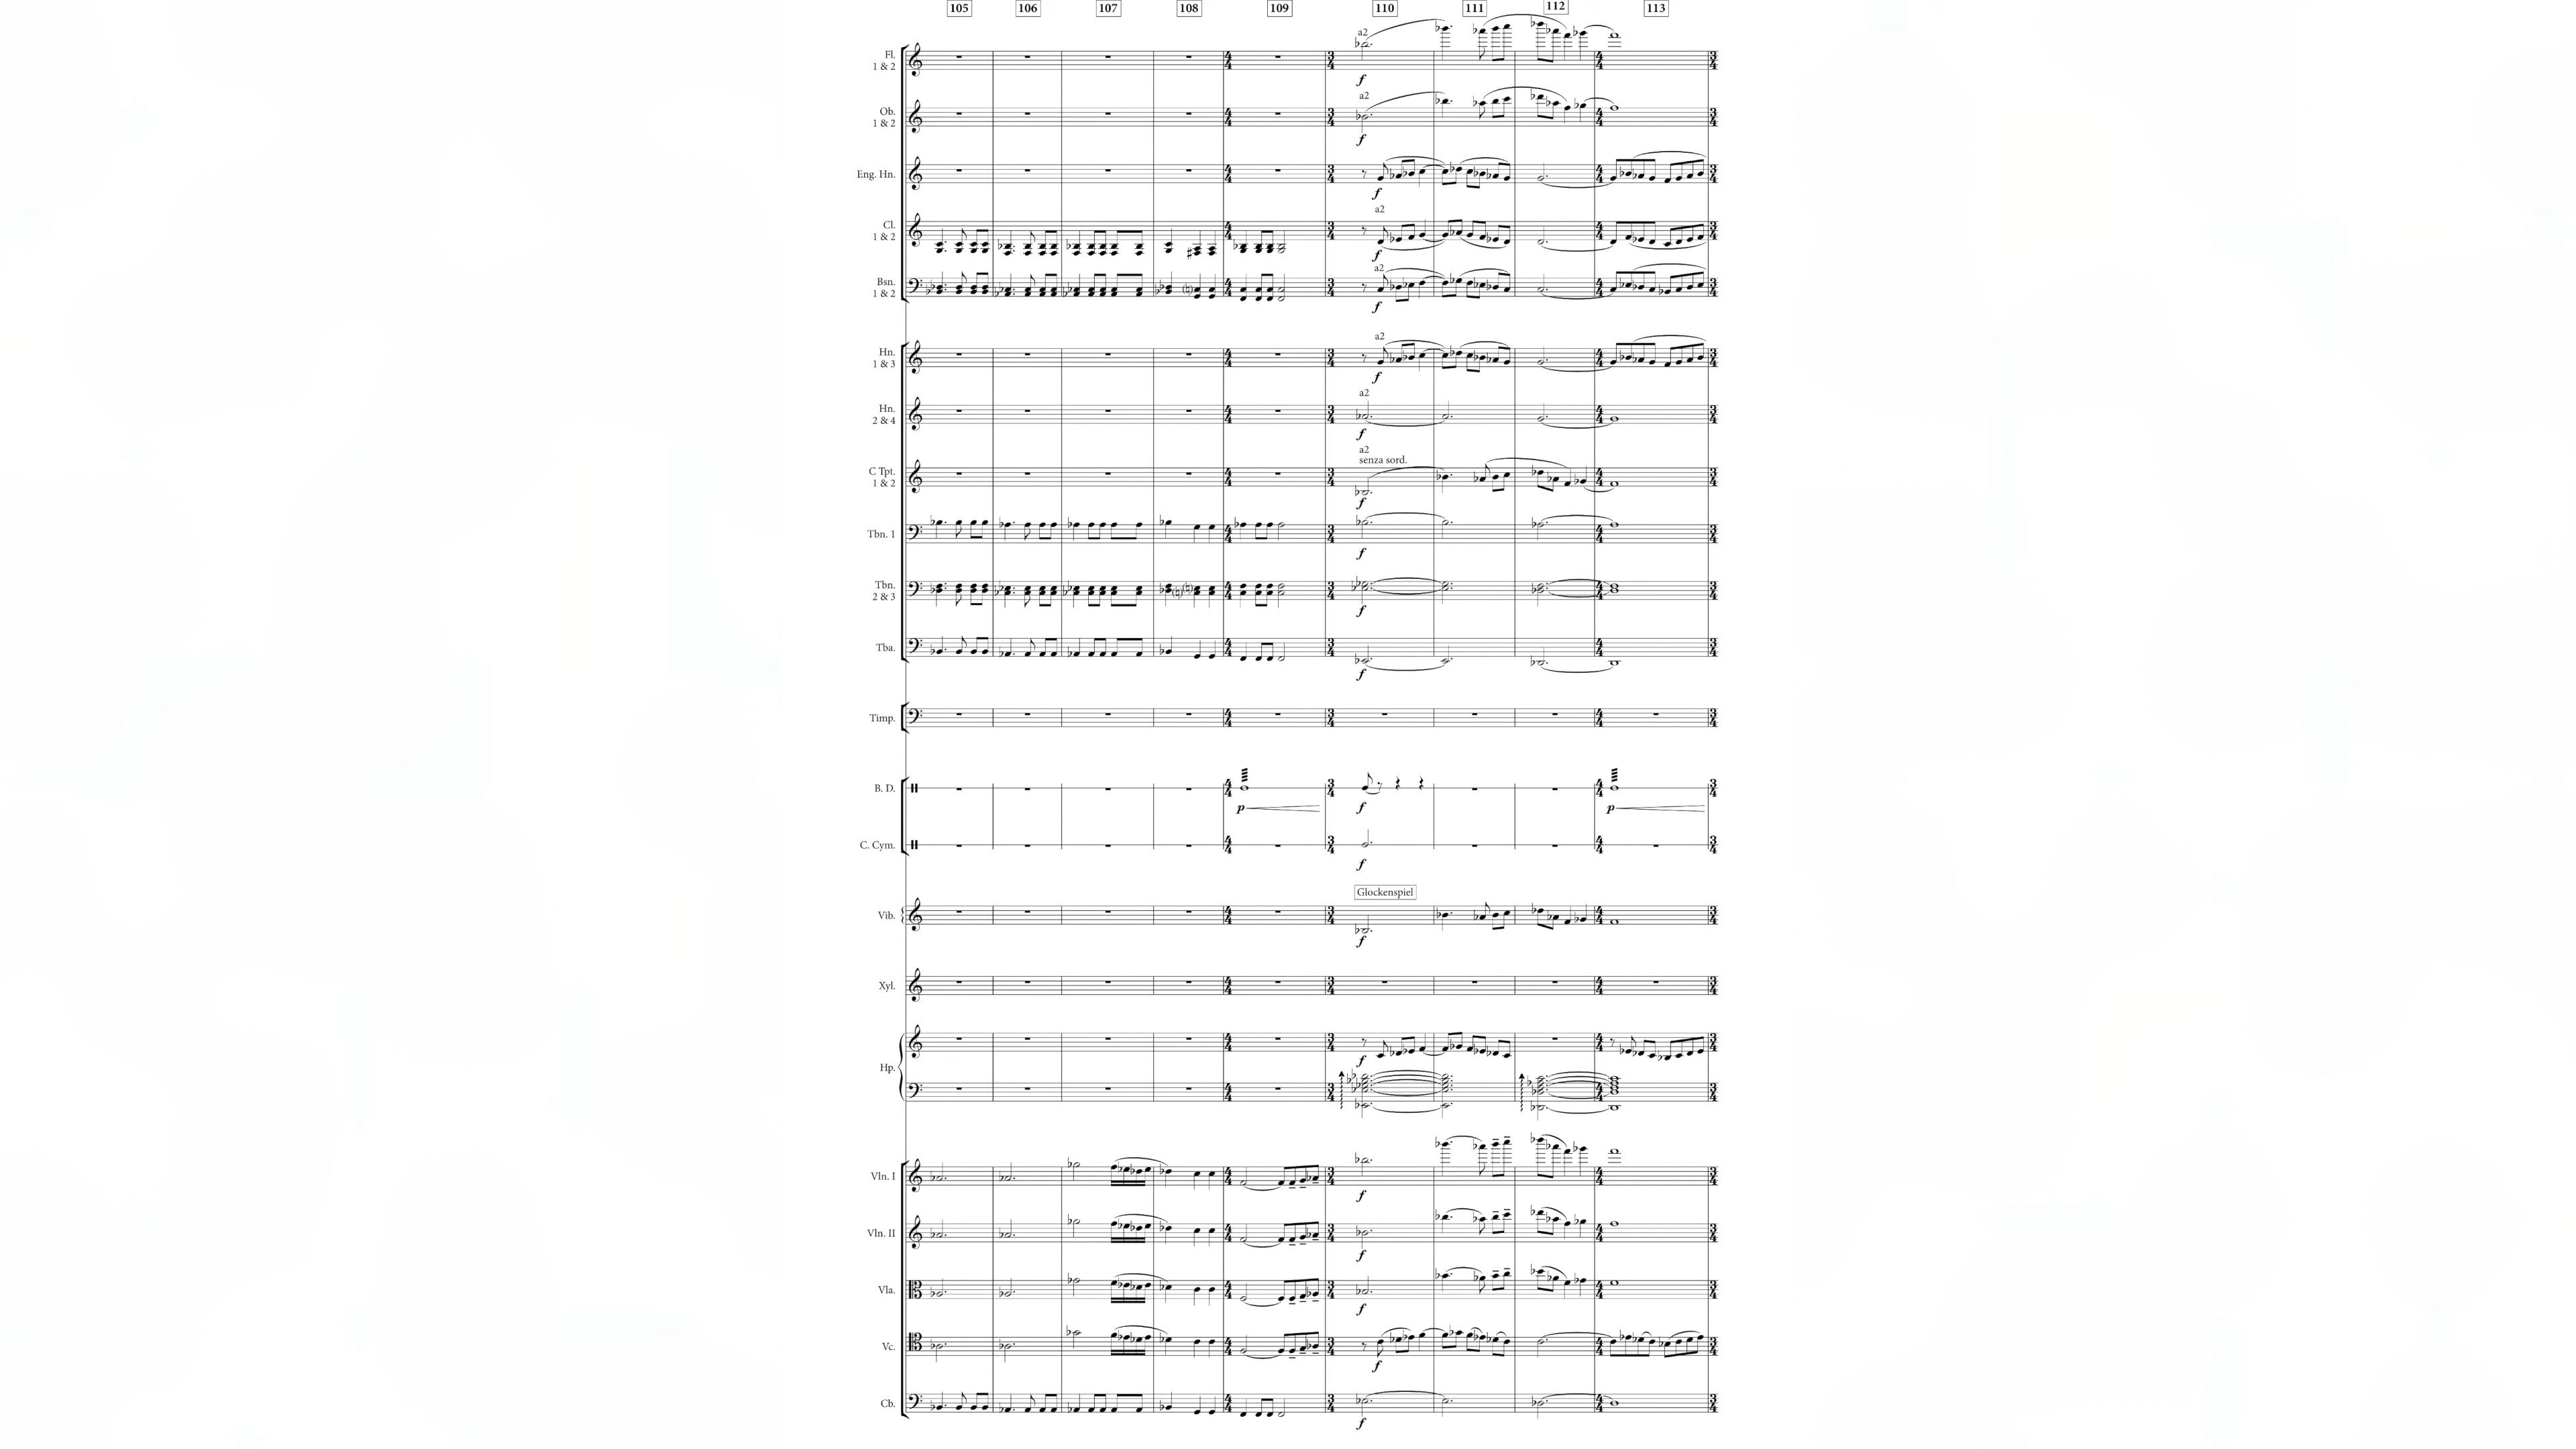 105 106 107 108 109 110 111 112 113
Fl.
1 & 2
a2
f
Ob.
1 & 2
a2
f
Eng. Hn.
f
Cl.
1 & 2
a2
f
Bsn.
1 & 2
a2
f
Hn.
1 & 3
a2
f
Hn.
2 & 4
a2
f
C Tpt.
1 & 2
a2
senza sord.
f
Tbn. 1
f
Tbn.
2 & 3
f
Tba.
f
Timp.
B. D.
p f p
C. Cym.
f
Glockenspiel
Vib.
f
Xyl.
Hp.
f
Vln. I
f
Vln. II
f
Vla.
f
Vc.
f
Cb.
f